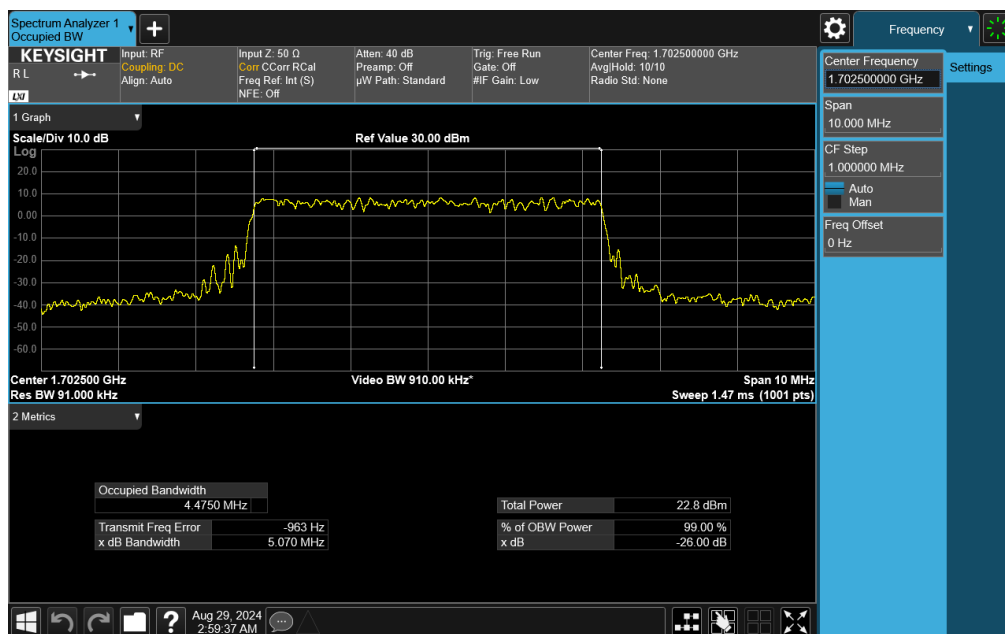 Spectrum Analyzer 1
Occupied BW
Frequency
KEYSIGHT
R L
LXI
Input: RF
Coupling: DC
Align: Auto
Input Z: 50 Ω
Corr CCorr RCal
Freq Ref: Int (S)
NFE: Off
Atten: 40 dB
Preamp: Off
µW Path: Standard
Trig: Free Run
Gate: Off
#IF Gain: Low
Center Freq: 1.702500000 GHz
Avg|Hold: 10/10
Radio Std: None
Center Frequency
1.702500000 GHz
Settings
Span
10.000 MHz
CF Step
1.000000 MHz
Auto
Man
Freq Offset
0 Hz
1 Graph
Scale/Div 10.0 dB
Ref Value 30.00 dBm
Log
20.0
10.0
0.00
-10.0
-20.0
-30.0
-40.0
-50.0
-60.0
Center 1.702500 GHz
Video BW 910.00 kHz*
Span 10 MHz
Res BW 91.000 kHz
Sweep 1.47 ms (1001 pts)
2 Metrics
Occupied Bandwidth
4.4750 MHz
Total Power 22.8 dBm
Transmit Freq Error -963 Hz
% of OBW Power 99.00 %
x dB Bandwidth 5.070 MHz
x dB -26.00 dB
Aug 29, 2024
2:59:37 AM